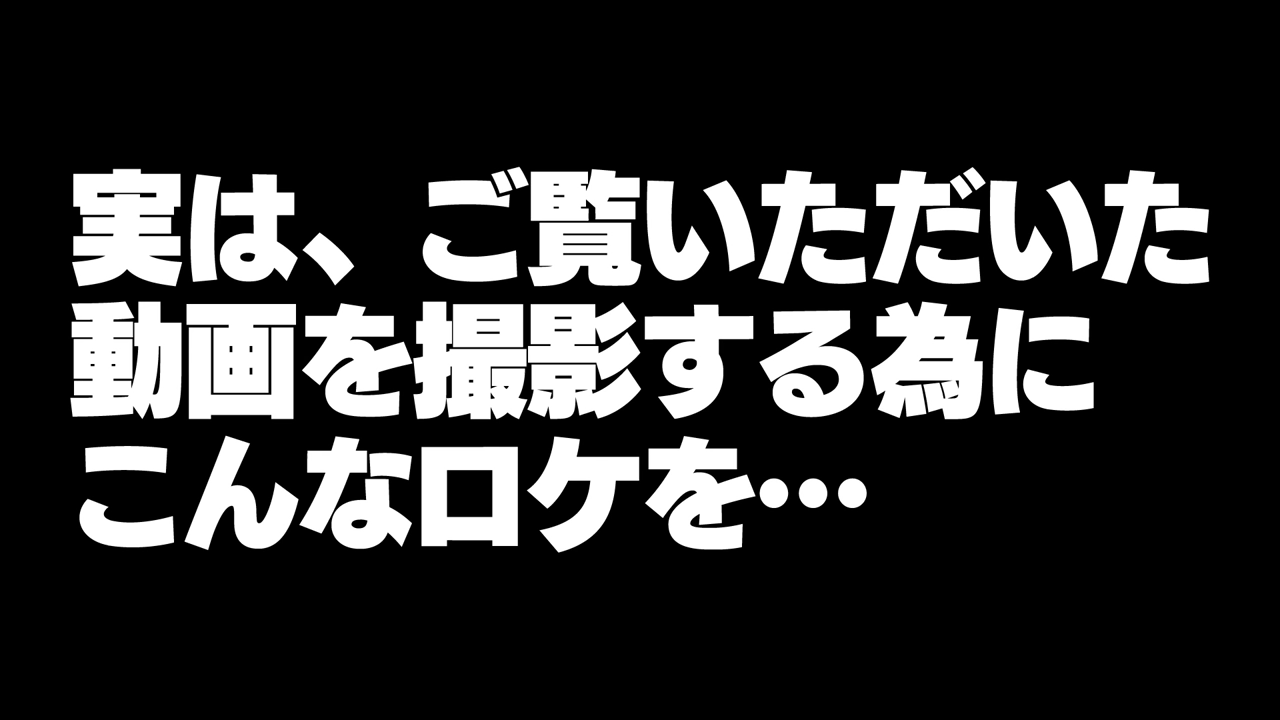 実は、ご覧いただいた
動画を撮影する為に
こんなロケを…